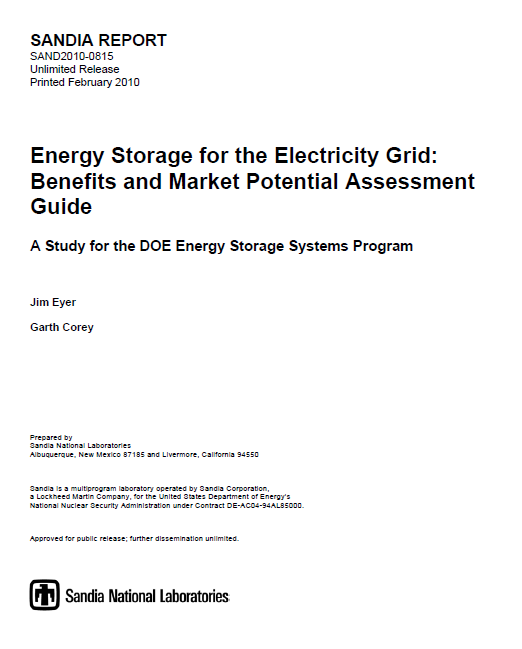 SANDIA REPORT
SAND2010-0815
Unlimited Release
Printed February 2010
Energy Storage for the Electricity Grid:
Benefits and Market Potential Assessment
Guide
A Study for the DOE Energy Storage Systems Program
Jim Eyer
Garth Corey
Prepared by
Sandia National Laboratories
Albuquerque, New Mexico 87185 and Livermore, California 94550
Sandia is a multiprogram laboratory operated by Sandia Corporation,
a Lockheed Martin Company, for the United States Department of Energy's
National Nuclear Security Administration under Contract DE-AC04-94AL85000.
Approved for public release; further dissemination unlimited.
Sandia National Laboratories